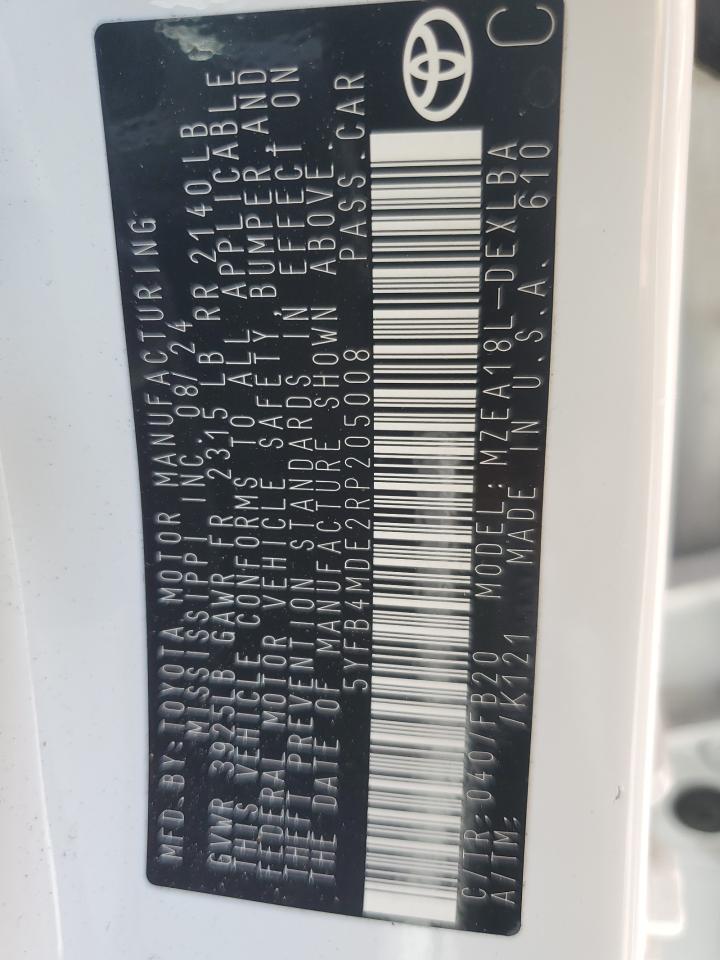 MFD.BY:TOYOTA MOTOR MANUFACTURING
MISSISSIPPI INC. 08/24
GVWR 3925LB GAWR FR 2315 LB RR 2140LB
THIS VEHICLE CONFORMS TO ALL APPLICABLE
FEDERAL MOTOR VEHICLE SAFETY BUMPER,AND
THEFT PREVENTION STANDARDS IN EFFECT ON
THE DATE OF MANUFACTURE SHOWN ABOVE.
5YFB4MDE2RP205008 PASS.CAR
C/TR:040/FB20 MODEL:MZEA18L-DEXLBA
A/TM: /K121 MADE IN U.S.A. 610 C